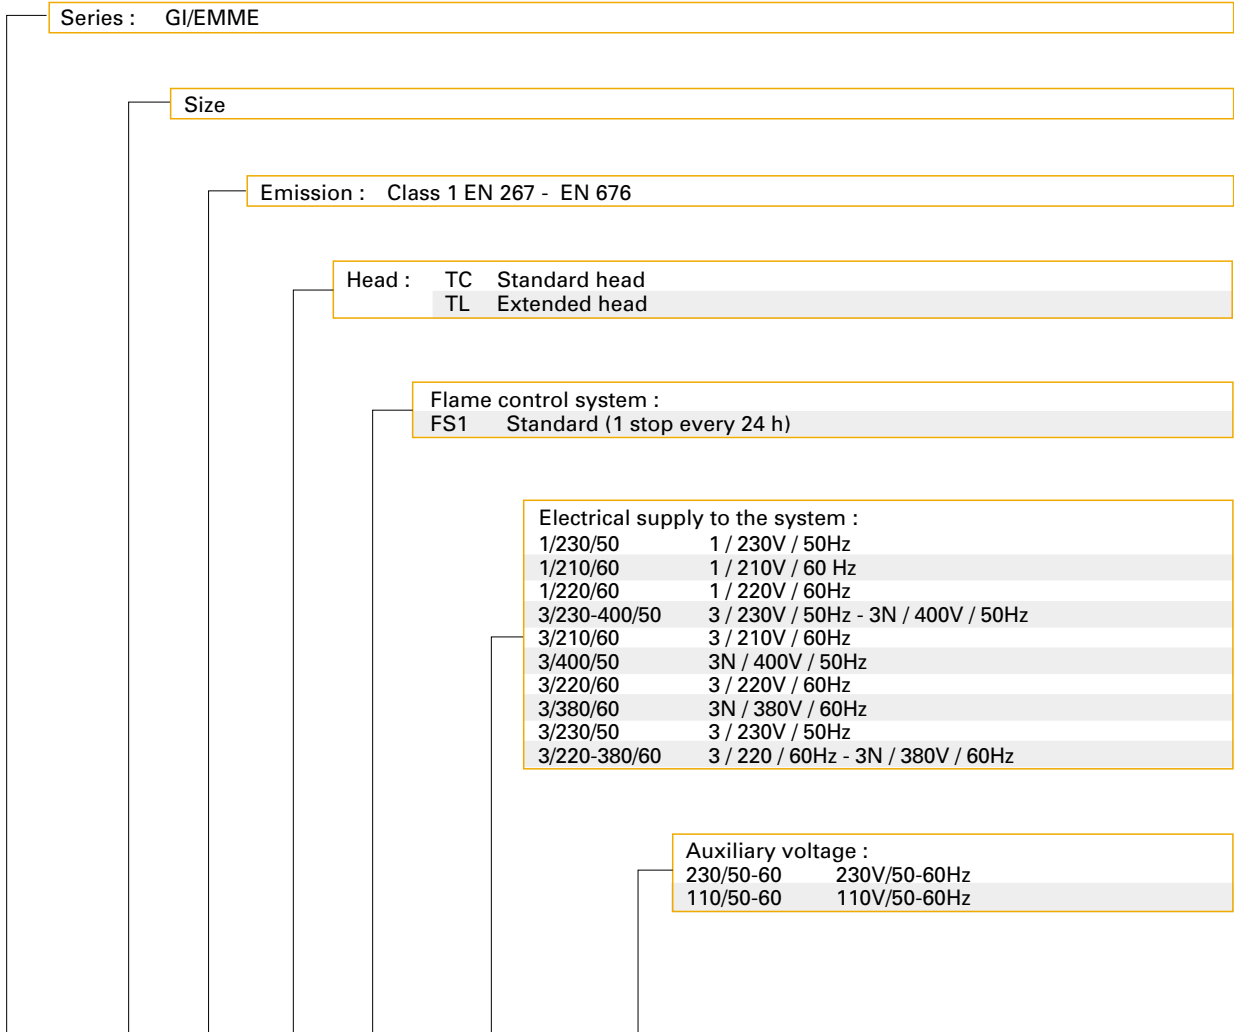 Series : GI/EMME
Size
Emission : Class 1 EN 267 - EN 676
Head : TC Standard head
TL Extended head
Flame control system :
FS1 Standard (1 stop every 24 h)
Electrical supply to the system :
1/230/50 1 / 230V / 50Hz
1/210/60 1 / 210V / 60 Hz
1/220/60 1 / 220V / 60Hz
3/230-400/50 3 / 230V / 50Hz - 3N / 400V / 50Hz
3/210/60 3 / 210V / 60Hz
3/400/50 3N / 400V / 50Hz
3/220/60 3 / 220V / 60Hz
3/380/60 3N / 380V / 60Hz
3/230/50 3 / 230V / 50Hz
3/220-380/60 3 / 220 / 60Hz - 3N / 380V / 60Hz
Auxiliary voltage :
230/50-60 230V/50-60Hz
110/50-60 110V/50-60Hz